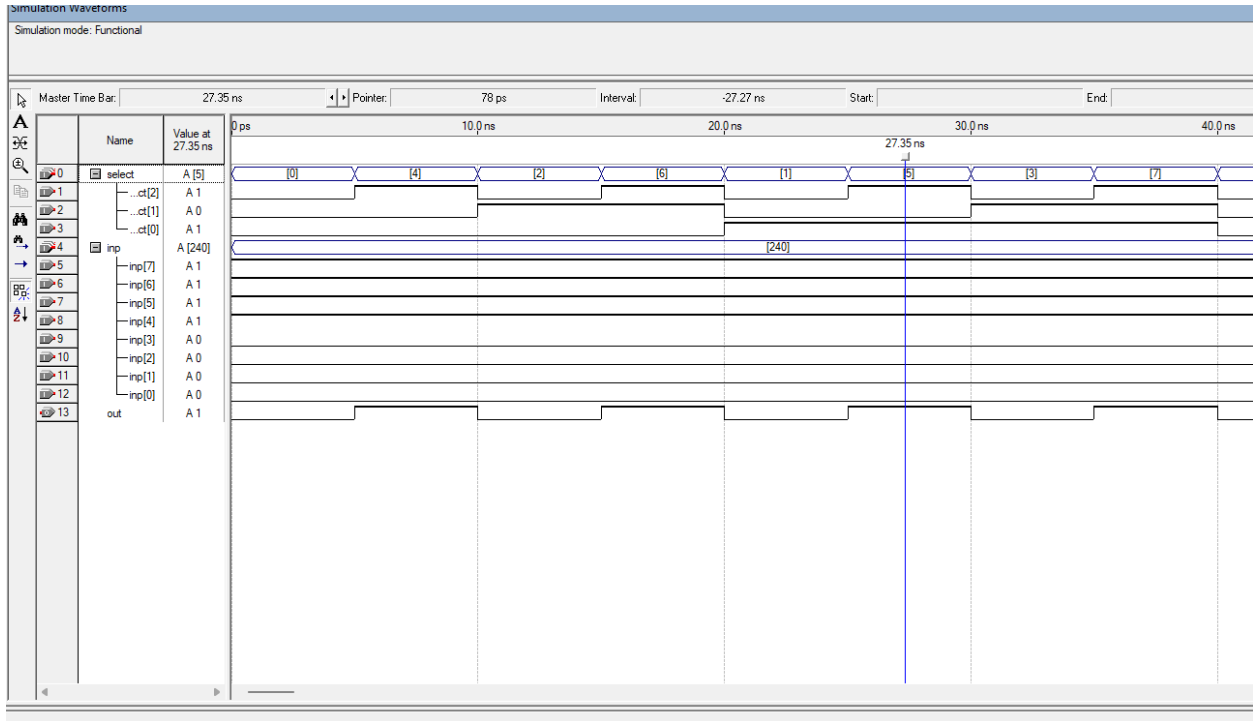 Simulation Waveforms
Simulation mode: Functional
Master Time Bar: 27.35 ns Pointer: 78 ps Interval: -27.27 ns Start: End:
Name Value at 27.35 ns 0 ps 10.0 ns 20.0 ns 30.0 ns 40.0 ns
27.35 ns
0 select A [5] [0] [4] [2] [6] [1] [5] [3] [7]
1 ...ct[2] A 1
2 ...ct[1] A 0
3 ...ct[0] A 1
4 inp A [240] [240]
5 inp[7] A 1
6 inp[6] A 1
7 inp[5] A 1
8 inp[4] A 1
9 inp[3] A 0
10 inp[2] A 0
11 inp[1] A 0
12 inp[0] A 0
13 out A 1